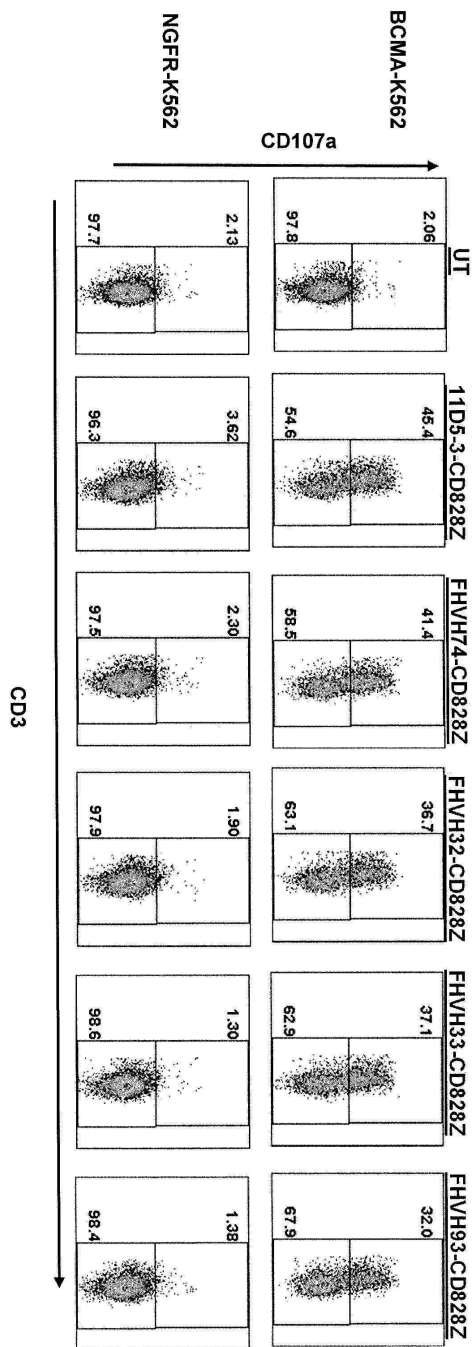 UT
11D5-3-CD828Z
FHVH74-CD828Z
FHVH32-CD828Z
FHVH33-CD828Z
FHVH93-CD828Z
BCMA-K562
2.06
45.4
41.4
36.7
37.1
32.0
97.8
54.6
58.5
63.1
62.9
67.9
CD107a
NGFR-K562
2.13
3.62
2.30
1.90
1.30
1.38
97.7
96.3
97.5
97.9
98.6
98.4
CD3